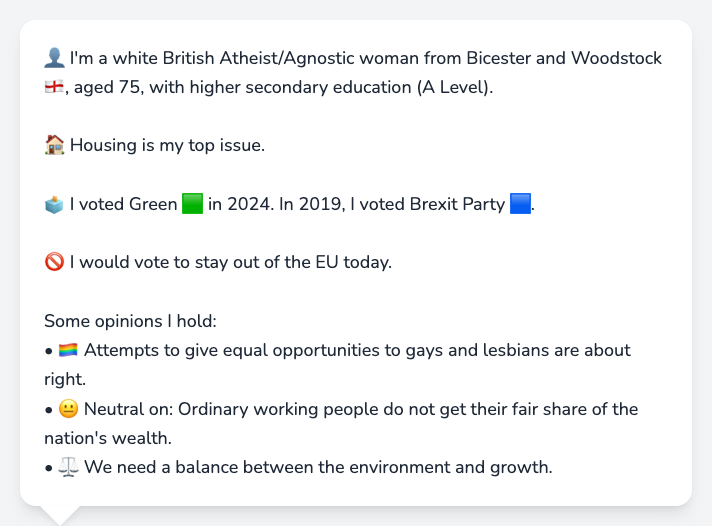 👤 I'm a white British Atheist/Agnostic woman from Bicester and Woodstock
🏴󠁧󠁢󠁥󠁮󠁧󠁿, aged 75, with higher secondary education (A Level).
🏠 Housing is my top issue.
🗳️ I voted Green 🟩 in 2024. In 2019, I voted Brexit Party 🟦.
🚫 I would vote to stay out of the EU today.
Some opinions I hold:
• 🏳️‍🌈 Attempts to give equal opportunities to gays and lesbians are about
right.
• 😐 Neutral on: Ordinary working people do not get their fair share of the
nation's wealth.
• ⚖️ We need a balance between the environment and growth.